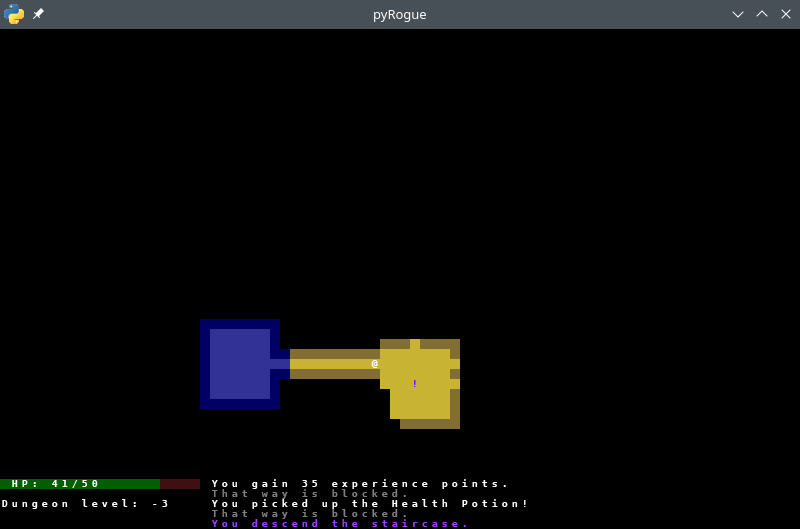 pyRogue
@
!
HP: 41/50
Dungeon level: -3
You gain 35 experience points.
That way is blocked.
You picked up the Health Potion!
That way is blocked.
You descend the staircase.